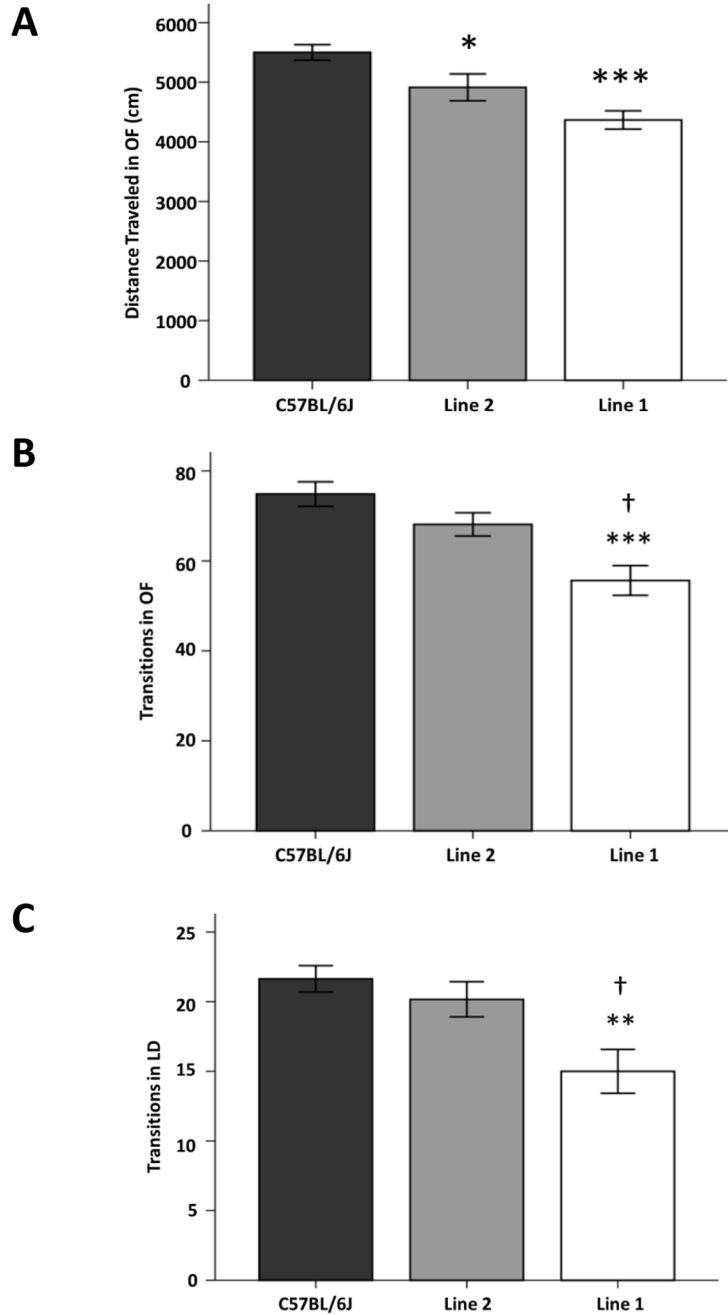 A
Distance Traveled in OF (cm)
6000
5000
4000
3000
2000
1000
0
*
***
C57BL/6J
Line 2
Line 1
B
Transitions in OF
80
60
40
20
0
†
***
C57BL/6J
Line 2
Line 1
C
Transitions in LD
25
20
15
10
5
0
†
**
C57BL/6J
Line 2
Line 1